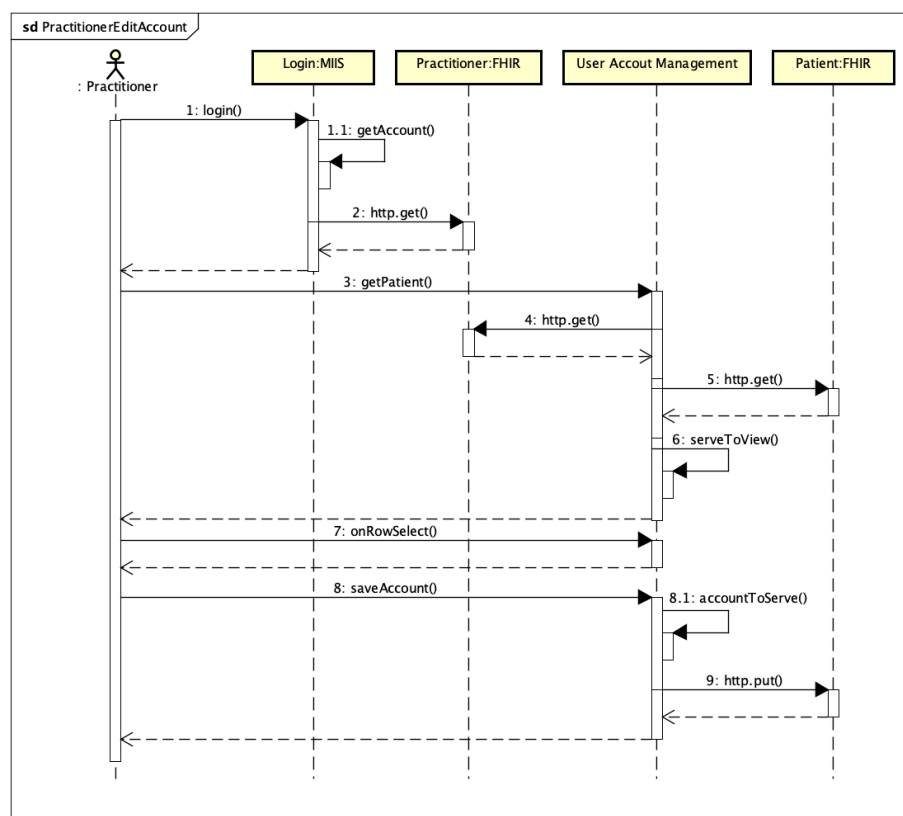 sd PractitionerEditAccount
: Practitioner
Login:MIIS
Practitioner:FHIR
User Accout Management
Patient:FHIR
1: login()
1.1: getAccount()
2: http.get()
3: getPatient()
4: http.get()
5: http.get()
6: serveToView()
7: onRowSelect()
8: saveAccount()
8.1: accountToServe()
9: http.put()